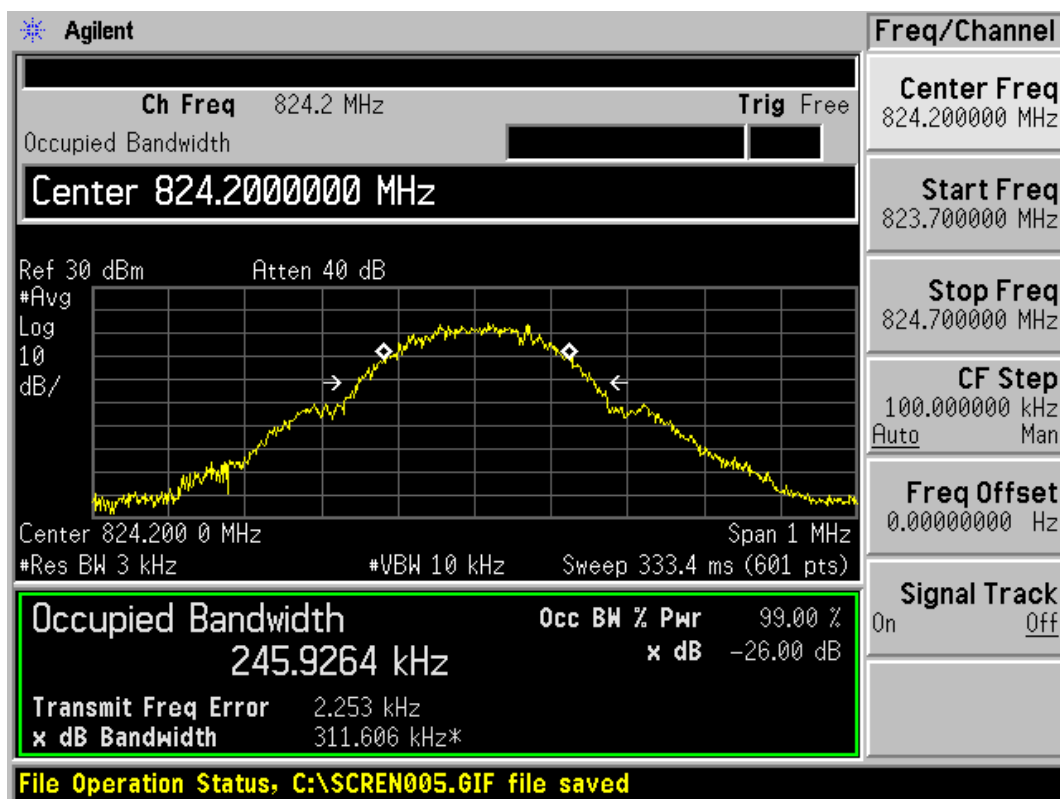 Agilent
Freq/Channel
Ch Freq 824.2 MHz Trig Free
Occupied Bandwidth
Center 824.2000000 MHz
Ref 30 dBm Atten 40 dB
#Avg
Log
10
dB/
Center 824.200 0 MHz Span 1 MHz
#Res BW 3 kHz #VBW 10 kHz Sweep 333.4 ms (601 pts)
Occupied Bandwidth Occ BW % Pwr 99.00 %
245.9264 kHz x dB -26.00 dB
Transmit Freq Error 2.253 kHz
x dB Bandwidth 311.606 kHz*
Center Freq
824.200000 MHz
Start Freq
823.700000 MHz
Stop Freq
824.700000 MHz
CF Step
100.000000 kHz
Auto Man
Freq Offset
0.00000000 Hz
Signal Track
On Off
File Operation Status, C:\SCREN005.GIF file saved